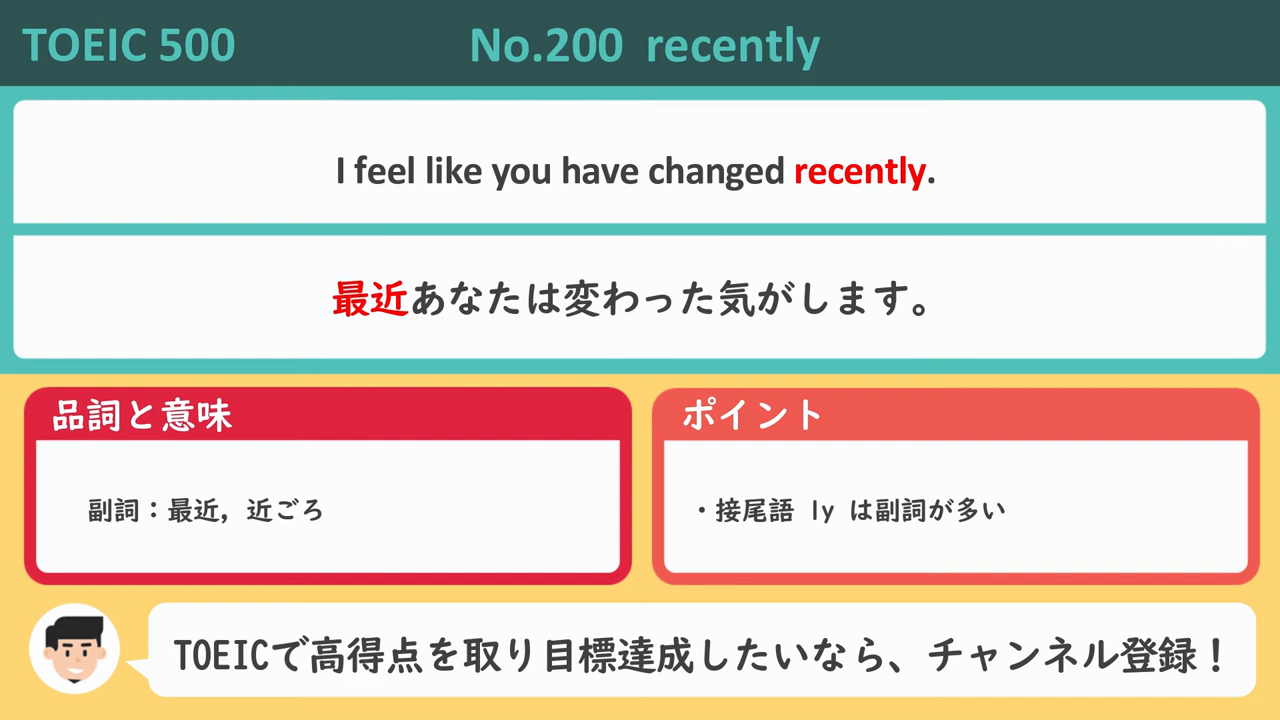 TOEIC 500
No.200 recently
I feel like you have changed recently.
最近あなたは変わった気がします。
品詞と意味
副詞：最近，近ごろ
ポイント
・接尾語 ly は副詞が多い
TOEICで高得点を取り目標達成したいなら、チャンネル登録！